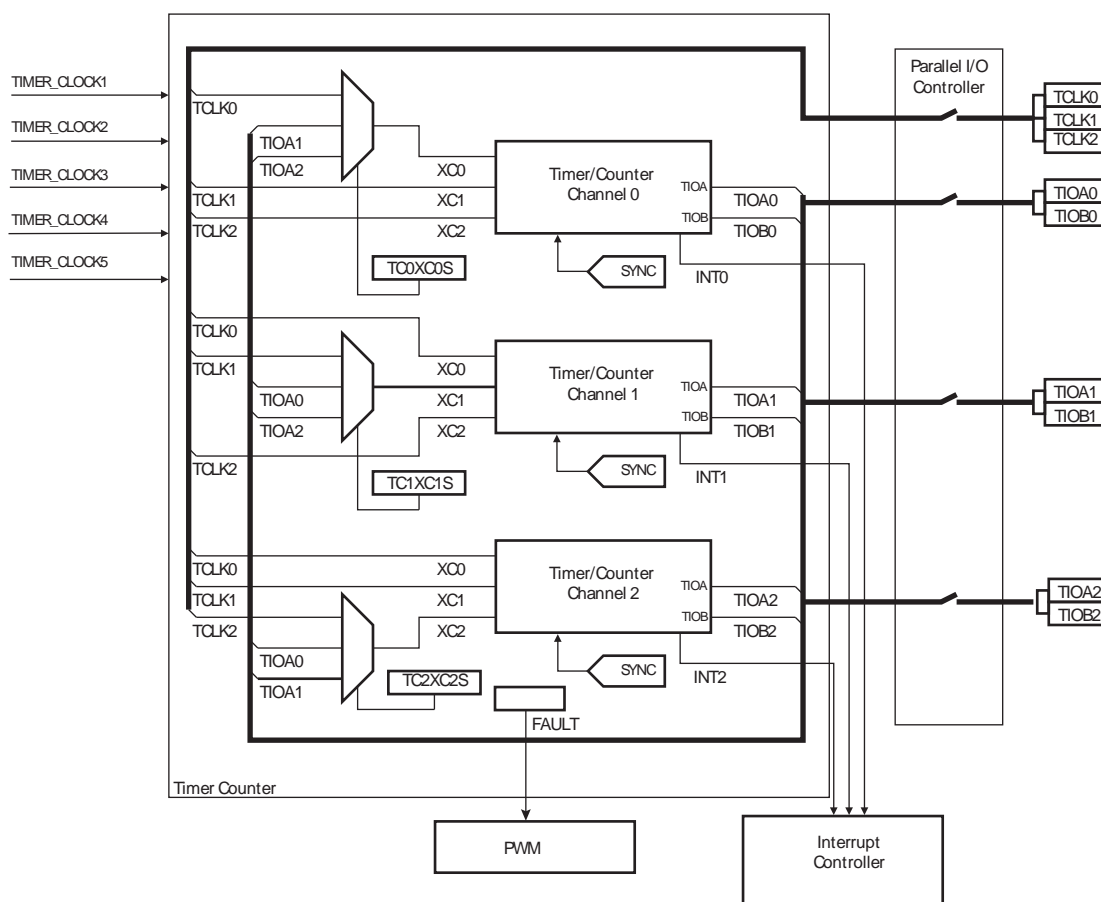 TIMER_CLOCK1
TIMER_CLOCK2
TIMER_CLOCK3
TIMER_CLOCK4
TIMER_CLOCK5
TCLK0
TIOA1
TIOA2
TCLK1
TCLK2
XC0
XC1
XC2
TC0XC0S
Timer/Counter
Channel 0
TIOA
TIOB
TIOA0
TIOB0
SYNC
INT0
TCLK0
TCLK1
TIOA0
TIOA2
TCLK2
XC0
XC1
XC2
TC1XC1S
Timer/Counter
Channel 1
TIOA
TIOB
TIOA1
TIOB1
SYNC
INT1
TCLK0
TCLK1
TCLK2
TIOA0
TIOA1
XC0
XC1
XC2
TC2XC2S
Timer/Counter
Channel 2
TIOA
TIOB
TIOA2
TIOB2
SYNC
INT2
FAULT
Timer Counter
PWM
Interrupt
Controller
Parallel I/O
Controller
TCLK0
TCLK1
TCLK2
TIOA0
TIOB0
TIOA1
TIOB1
TIOA2
TIOB2